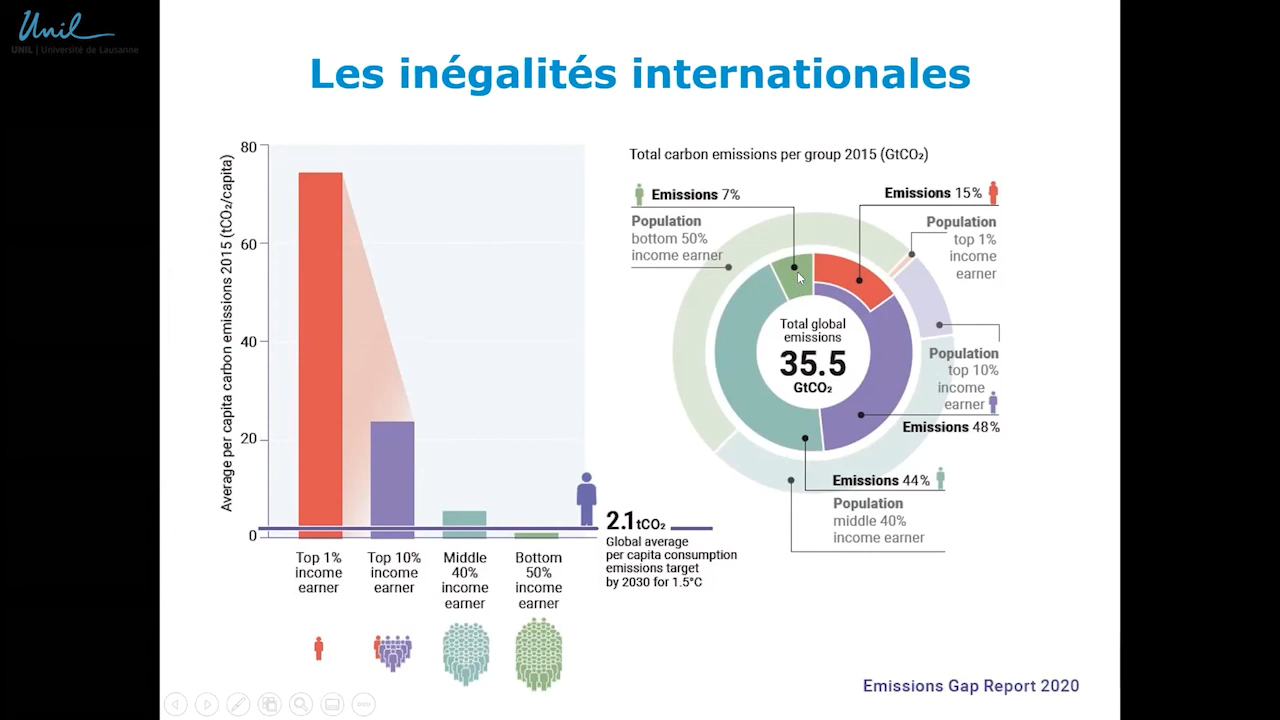 Unil
UNIL | Université de Lausanne
Les inégalités internationales
Average per capita carbon emissions 2015 (tCO₂/capita)
80
60
40
20
0
Top 1%
income
earner
Top 10%
income
earner
Middle
40%
income
earner
Bottom
50%
income
earner
2.1 tCO₂
Global average
per capita consumption
emissions target
by 2030 for 1.5°C
Total carbon emissions per group 2015 (GtCO₂)
Emissions 7%
Population
bottom 50%
income earner
Emissions 15%
Population
top 1%
income
earner
Total global
emissions
35.5
GtCO₂
Population
top 10%
income
earner
Emissions 48%
Emissions 44%
Population
middle 40%
income earner
Emissions Gap Report 2020